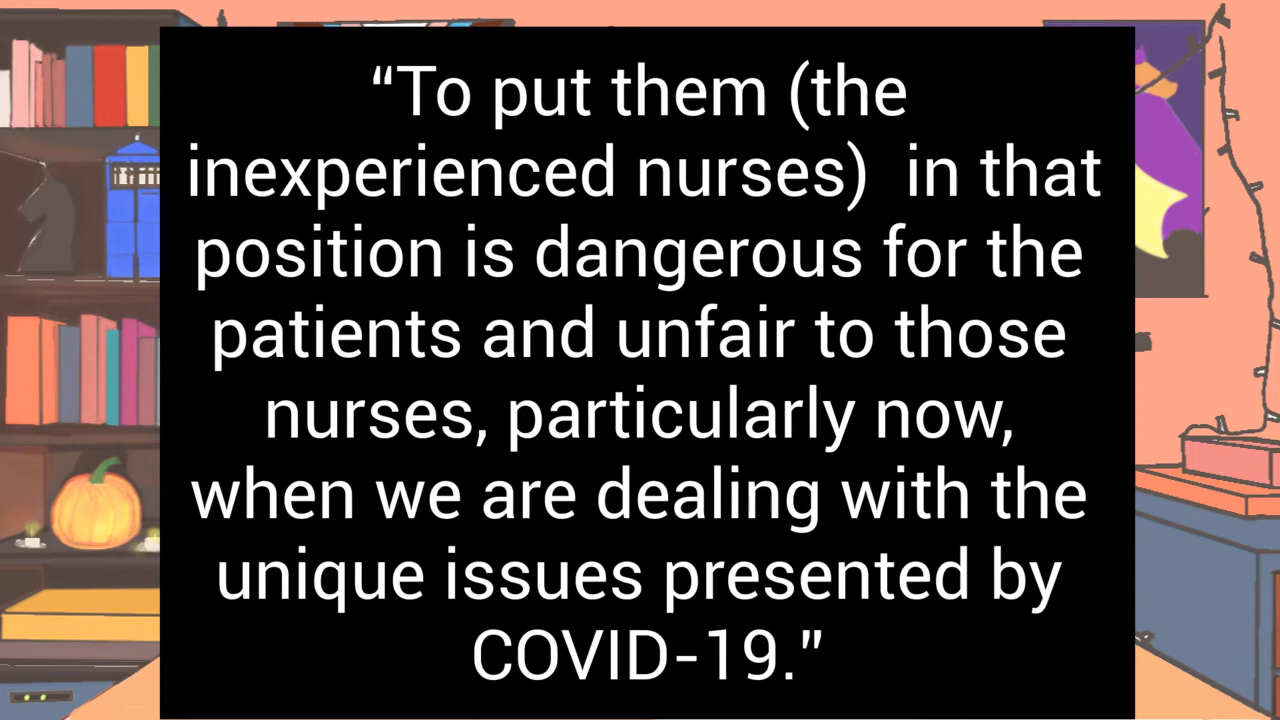 “To put them (the
inexperienced nurses)  in that
position is dangerous for the
patients and unfair to those
nurses, particularly now,
when we are dealing with the
unique issues presented by
COVID-19.”